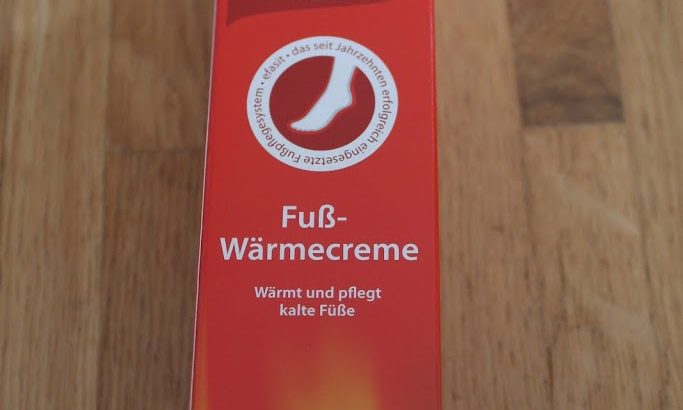 efasit • das seit Jahrzehnten erfolgreich eingesetzte Fußpflegesystem •
Fuß-
Wärmecreme
Wärmt und pflegt
kalte Füße